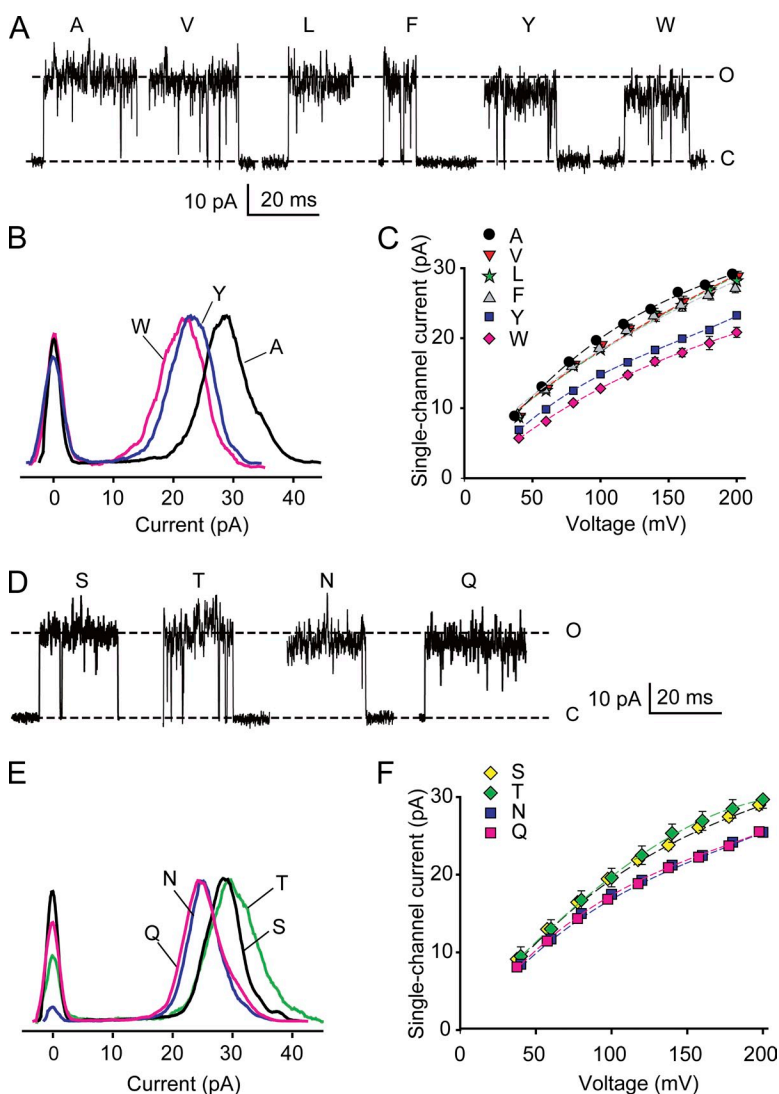 A
A V L F Y W
O
C
10 pA 20 ms
B
W
Y
A
0 10 20 30 40
Current (pA)
C
A
V
L
F
Y
W
Single-channel current (pA)
30
20
10
0
0 50 100 150 200
Voltage (mV)
D
S T N Q
O
C
10 pA 20 ms
E
N
Q
T
S
0 10 20 30 40
Current (pA)
F
S
T
N
Q
Single-channel current (pA)
30
20
10
0
0 50 100 150 200
Voltage (mV)